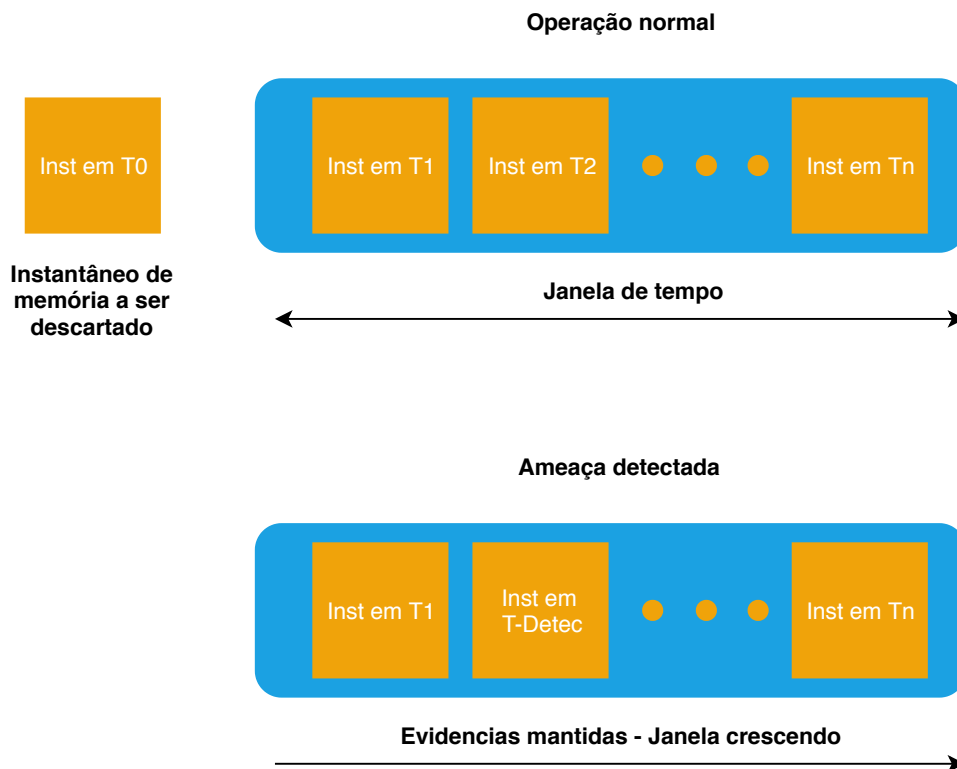 Operação normal
Inst em T0
Inst em T1
Inst em T2
Inst em Tn
Instantâneo de
memória a ser
descartado
Janela de tempo
Ameaça detectada
Inst em T1
Inst em
T-Detec
Inst em Tn
Evidencias mantidas - Janela crescendo